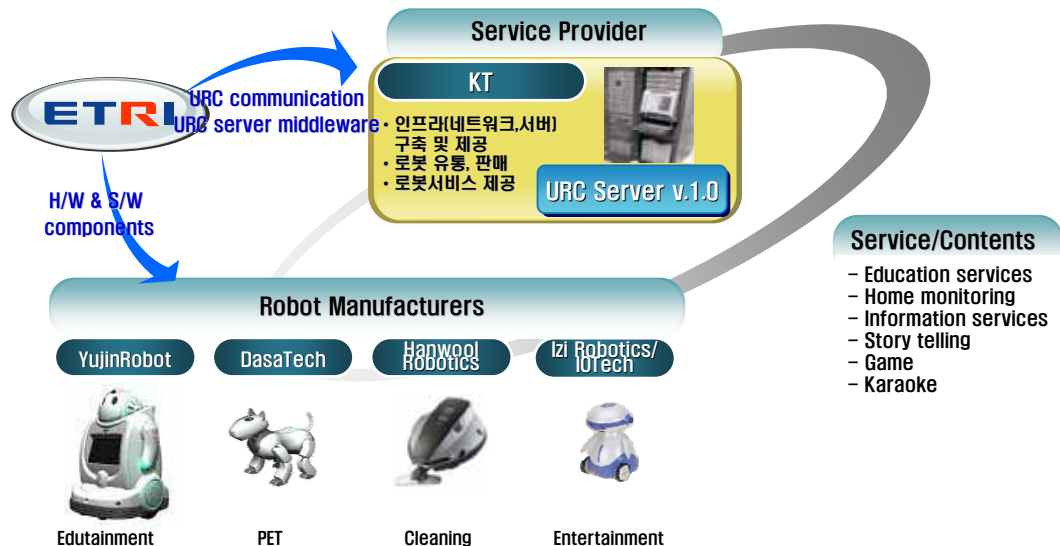 Service Provider
ETRI
URC communication
URC server middleware
KT
• 인프라(네트워크,서버)
구축 및 제공
• 로봇 유통, 판매
• 로봇서비스 제공
URC Server v.1.0
H/W & S/W
components
Service/Contents
– Education services
– Home monitoring
– Information services
– Story telling
– Game
– Karaoke
Robot Manufacturers
YujinRobot
DasaTech
Hanwool
Robotics
Izi Robotics/
IOTech
Edutainment
PET
Cleaning
Entertainment